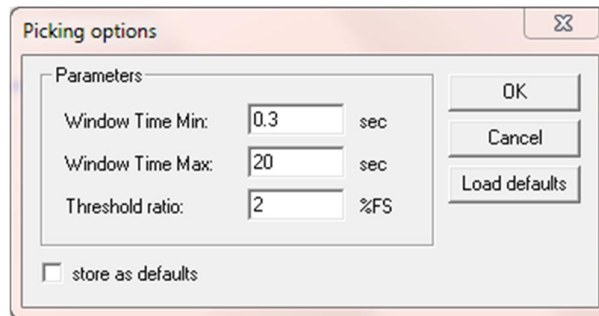 Picking options
Parameters
Window Time Min: 0.3 sec
Window Time Max: 20 sec
Threshold ratio: 2 %FS
OK
Cancel
Load defaults
store as defaults